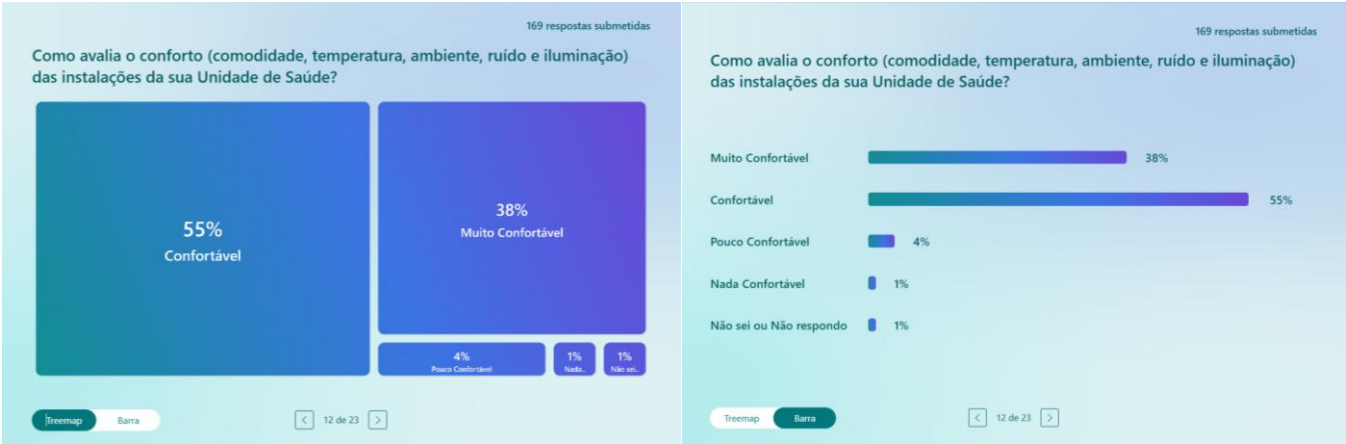 169 respostas submetidas
Como avalia o conforto (comodidade, temperatura, ambiente, ruído e iluminação)
das instalações da sua Unidade de Saúde?
55%
Confortável
38%
Muito Confortável
4%
Pouco Confortável
1%
Nada..
1%
Não sei..
Treemap
Barra
12 de 23
169 respostas submetidas
Como avalia o conforto (comodidade, temperatura, ambiente, ruído e iluminação)
das instalações da sua Unidade de Saúde?
Muito Confortável 38%
Confortável 55%
Pouco Confortável 4%
Nada Confortável 1%
Não sei ou Não respondo 1%
Treemap
Barra
12 de 23